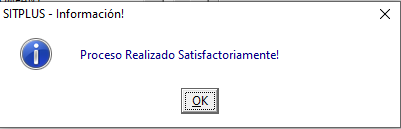 SITPLUS - Información!
Proceso Realizado Satisfactoriamente!
OK